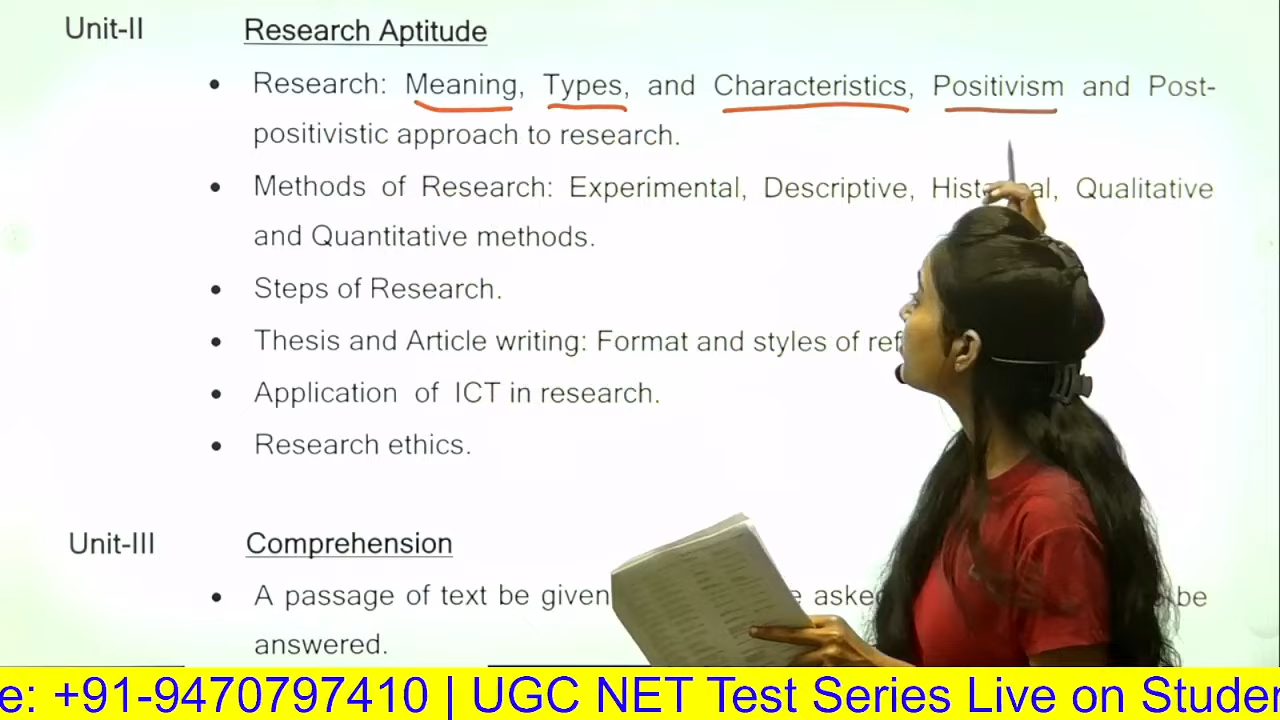 Unit-II Research Aptitude
• Research: Meaning, Types, and Characteristics, Positivism and Post-
positivistic approach to research.
• Methods of Research: Experimental, Descriptive, Qualitative
and Quantitative methods.
• Steps of Research.
• Thesis and Article writing: Format and styles of
• Application of ICT in research.
• Research ethics.
Unit-III Comprehension
• A passage of text be given be
answered.
e: +91-9470797410 | UGC NET Test Series Live on